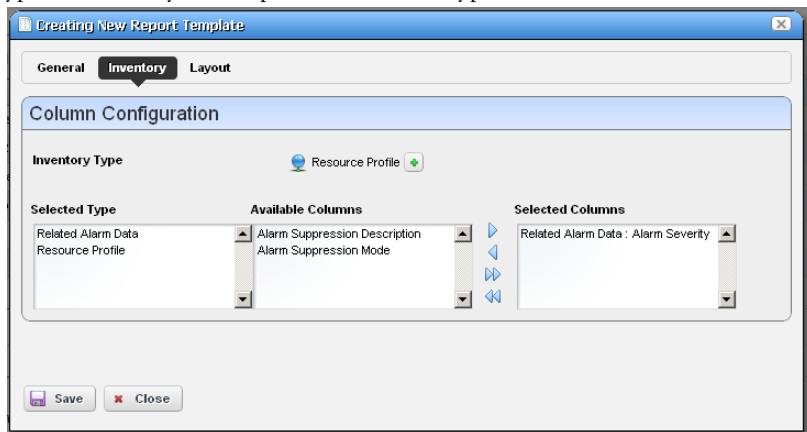 Creating New Report Template
General Inventory Layout
Column Configuration
Inventory Type Resource Profile
Selected Type Available Columns Selected Columns
Related Alarm Data Alarm Suppression Description Related Alarm Data : Alarm Severity
Resource Profile Alarm Suppression Mode
Save Close